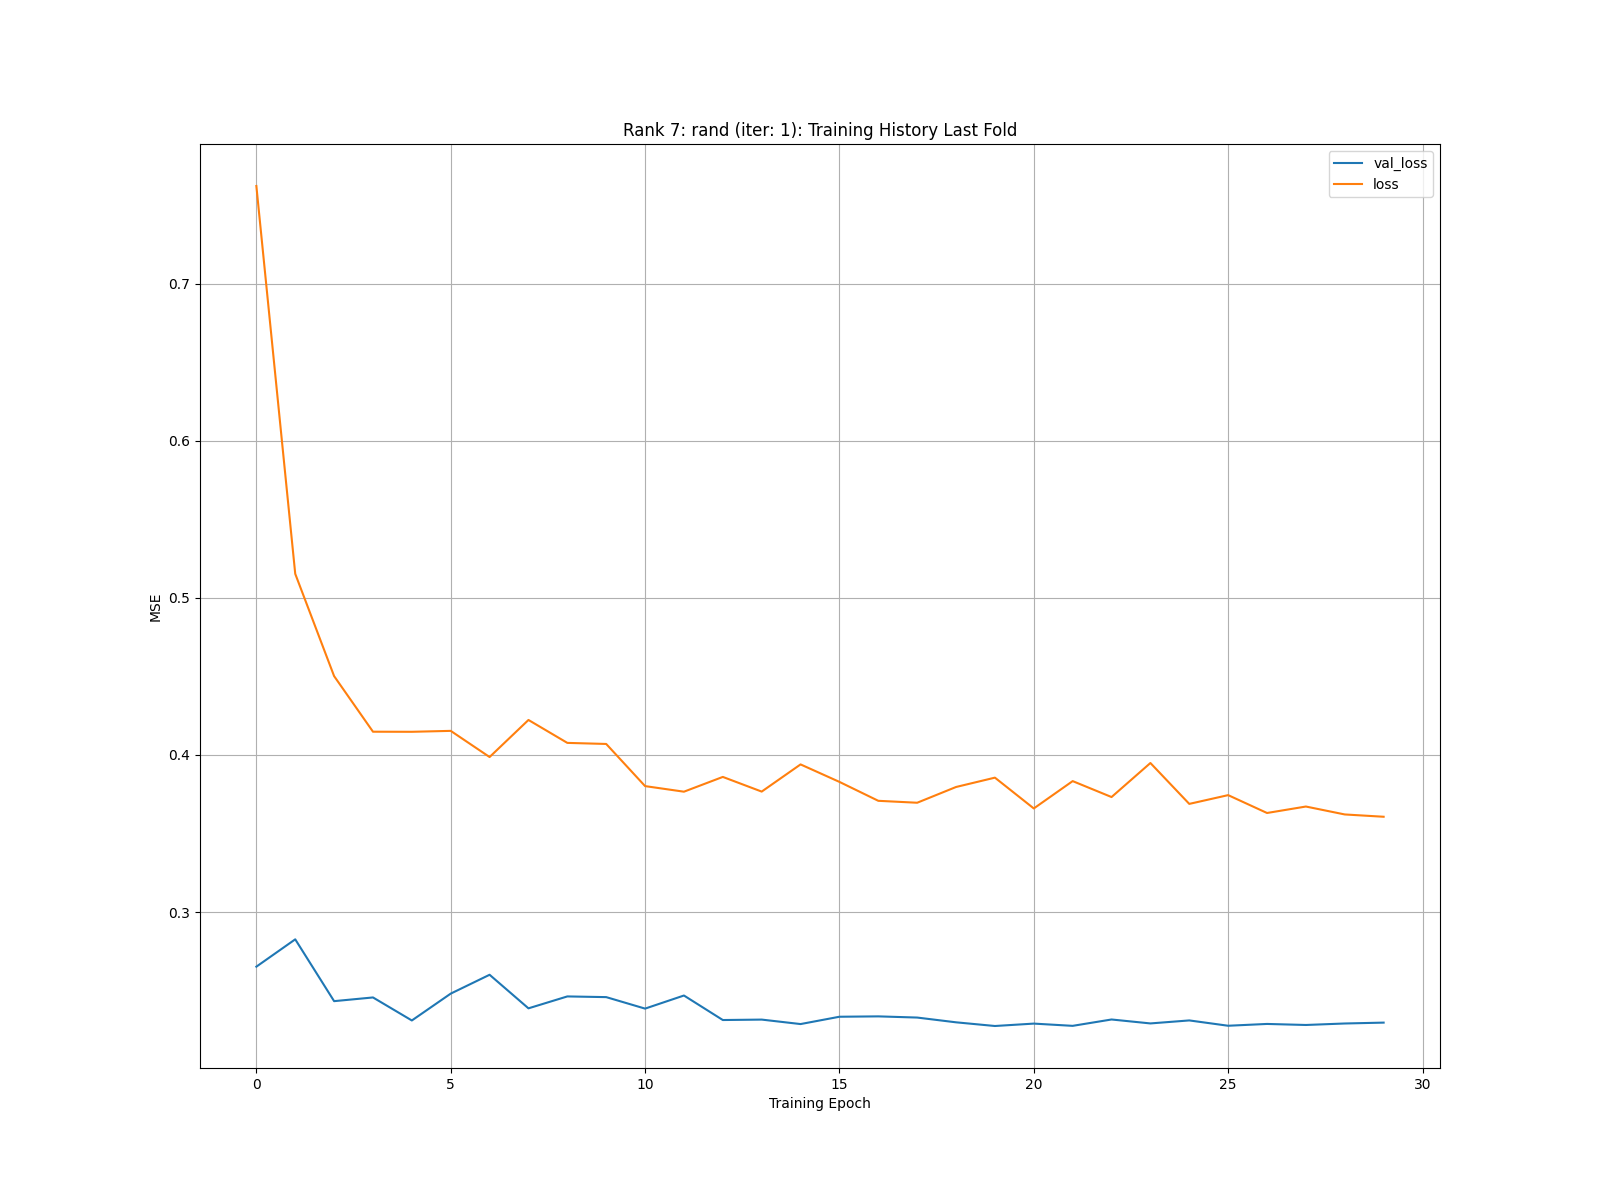 Rank 7: rand (iter: 1): Training History Last Fold
val_loss
loss
0.7
0.6
0.5
0.4
0.3
MSE
0 5 10 15 20 25 30
Training Epoch